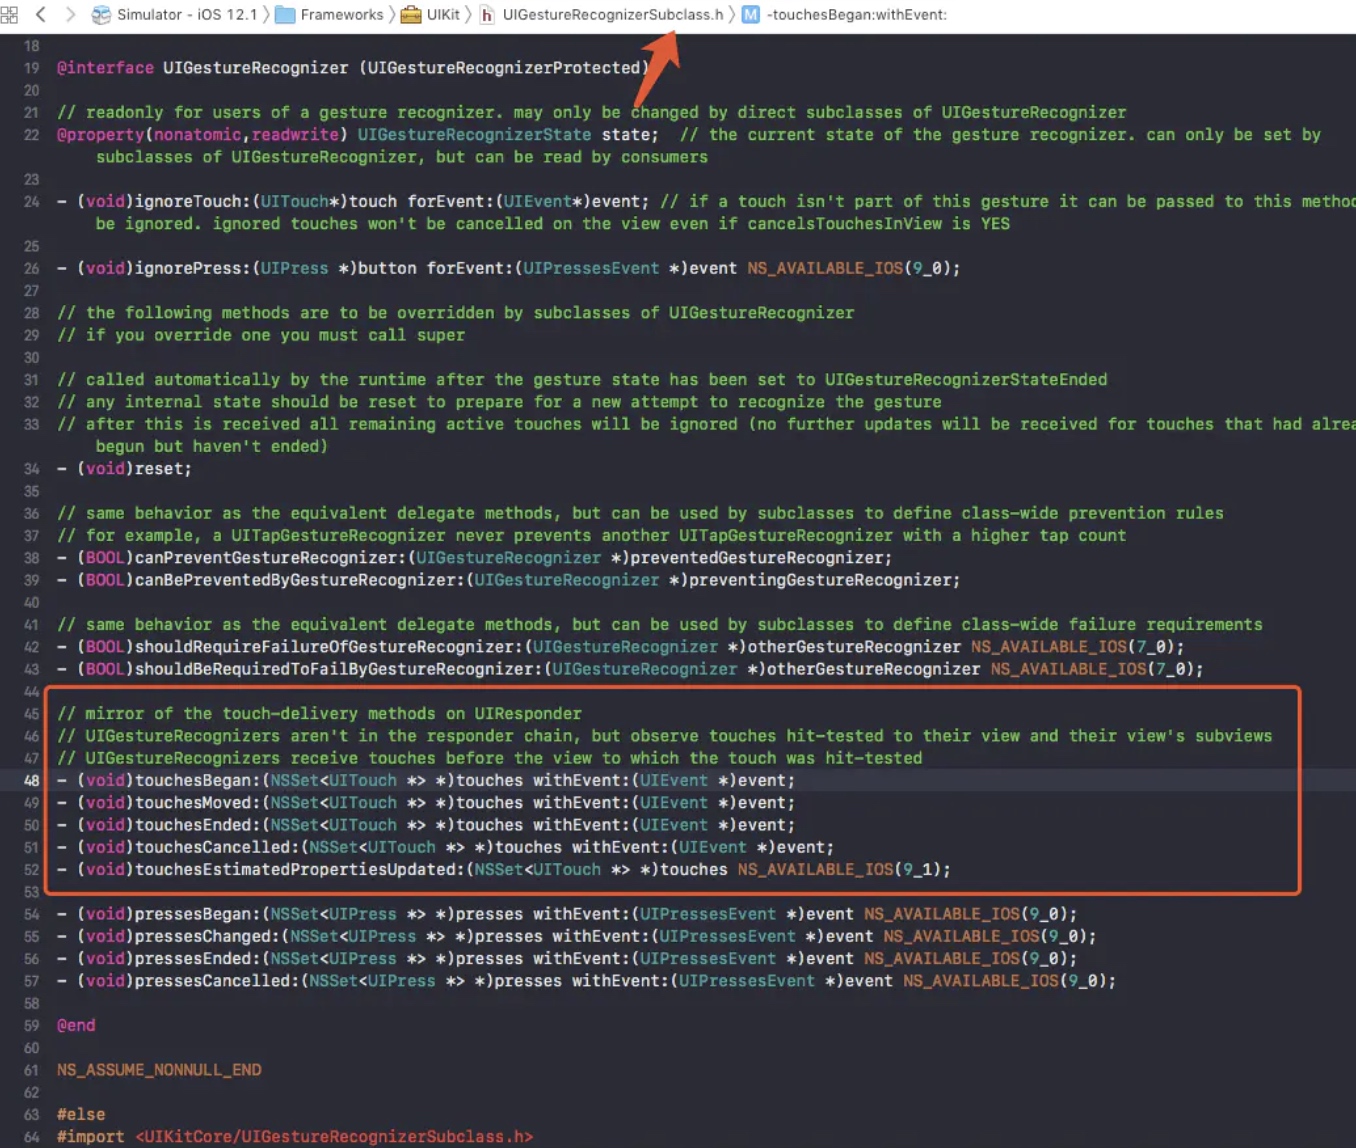 Simulator - iOS 12.1 〉 Frameworks 〉 UIKit 〉 h UIGestureRecognizerSubclass.h 〉 M -touchesBegan:withEvent:
18
19 @interface UIGestureRecognizer (UIGestureRecognizerProtected)
20
21 // readonly for users of a gesture recognizer. may only be changed by direct subclasses of UIGestureRecognizer
22 @property(nonatomic,readwrite) UIGestureRecognizerState state;  // the current state of the gesture recognizer. can only be set by
subclasses of UIGestureRecognizer, but can be read by consumers
23
24 - (void)ignoreTouch:(UITouch*)touch forEvent:(UIEvent*)event; // if a touch isn't part of this gesture it can be passed to this metho
be ignored. ignored touches won't be cancelled on the view even if cancelsTouchesInView is YES
25
26 - (void)ignorePress:(UIPress *)button forEvent:(UIPressesEvent *)event NS_AVAILABLE_IOS(9_0);
27
28 // the following methods are to be overridden by subclasses of UIGestureRecognizer
29 // if you override one you must call super
30
31 // called automatically by the runtime after the gesture state has been set to UIGestureRecognizerStateEnded
32 // any internal state should be reset to prepare for a new attempt to recognize the gesture
33 // after this is received all remaining active touches will be ignored (no further updates will be received for touches that had alrea
begun but haven't ended)
34 - (void)reset;
35
36 // same behavior as the equivalent delegate methods, but can be used by subclasses to define class-wide prevention rules
37 // for example, a UITapGestureRecognizer never prevents another UITapGestureRecognizer with a higher tap count
38 - (BOOL)canPreventGestureRecognizer:(UIGestureRecognizer *)preventedGestureRecognizer;
39 - (BOOL)canBePreventedByGestureRecognizer:(UIGestureRecognizer *)preventingGestureRecognizer;
40
41 // same behavior as the equivalent delegate methods, but can be used by subclasses to define class-wide failure requirements
42 - (BOOL)shouldRequireFailureOfGestureRecognizer:(UIGestureRecognizer *)otherGestureRecognizer NS_AVAILABLE_IOS(7_0);
43 - (BOOL)shouldBeRequiredToFailByGestureRecognizer:(UIGestureRecognizer *)otherGestureRecognizer NS_AVAILABLE_IOS(7_0);
44
45 // mirror of the touch-delivery methods on UIResponder
46 // UIGestureRecognizers aren't in the responder chain, but observe touches hit-tested to their view and their view's subviews
47 // UIGestureRecognizers receive touches before the view to which the touch was hit-tested
48 - (void)touchesBegan:(NSSet<UITouch *> *)touches withEvent:(UIEvent *)event;
49 - (void)touchesMoved:(NSSet<UITouch *> *)touches withEvent:(UIEvent *)event;
50 - (void)touchesEnded:(NSSet<UITouch *> *)touches withEvent:(UIEvent *)event;
51 - (void)touchesCancelled:(NSSet<UITouch *> *)touches withEvent:(UIEvent *)event;
52 - (void)touchesEstimatedPropertiesUpdated:(NSSet<UITouch *> *)touches NS_AVAILABLE_IOS(9_1);
53
54 - (void)pressesBegan:(NSSet<UIPress *> *)presses withEvent:(UIPressesEvent *)event NS_AVAILABLE_IOS(9_0);
55 - (void)pressesChanged:(NSSet<UIPress *> *)presses withEvent:(UIPressesEvent *)event NS_AVAILABLE_IOS(9_0);
56 - (void)pressesEnded:(NSSet<UIPress *> *)presses withEvent:(UIPressesEvent *)event NS_AVAILABLE_IOS(9_0);
57 - (void)pressesCancelled:(NSSet<UIPress *> *)presses withEvent:(UIPressesEvent *)event NS_AVAILABLE_IOS(9_0);
58
59 @end
60
61 NS_ASSUME_NONNULL_END
62
63 #else
64 #import <UIKitCore/UIGestureRecognizerSubclass.h>